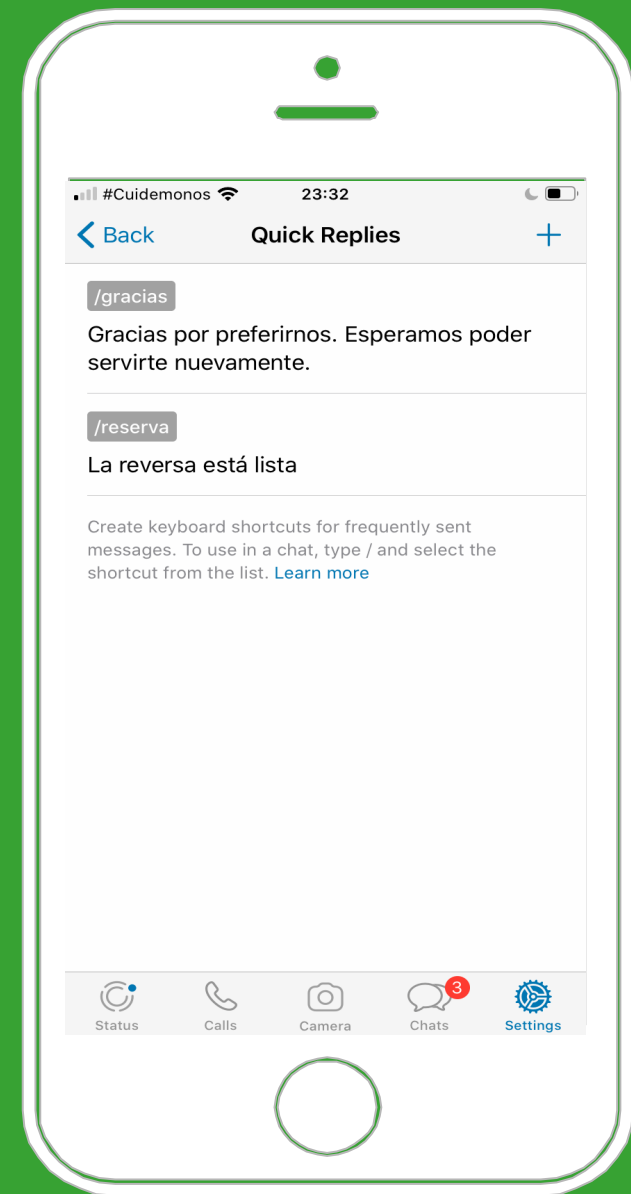 #Cuidemonos 23:32
Back Quick Replies +
/gracias
Gracias por preferirnos. Esperamos poder
servirte nuevamente.
/reserva
La reversa está lista
Create keyboard shortcuts for frequently sent
messages. To use in a chat, type / and select the
shortcut from the list. Learn more
3
Status Calls Camera Chats Settings